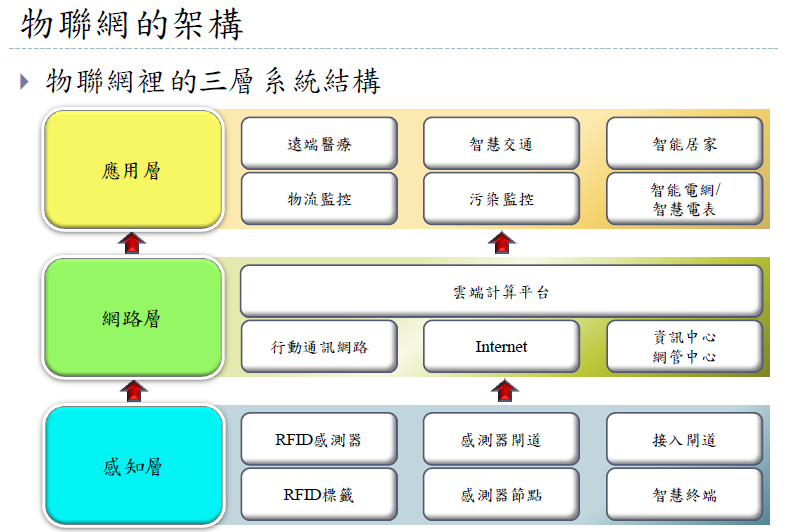 物聯網的架構
物聯網裡的三層系統結構
應用層
遠端醫療
智慧交通
智能居家
物流監控
污染監控
智能電網/
智慧電表
網路層
雲端計算平台
行動通訊網路
Internet
資訊中心
網管中心
感知層
RFID感測器
感測器閘道
接入閘道
RFID標籤
感測器節點
智慧終端